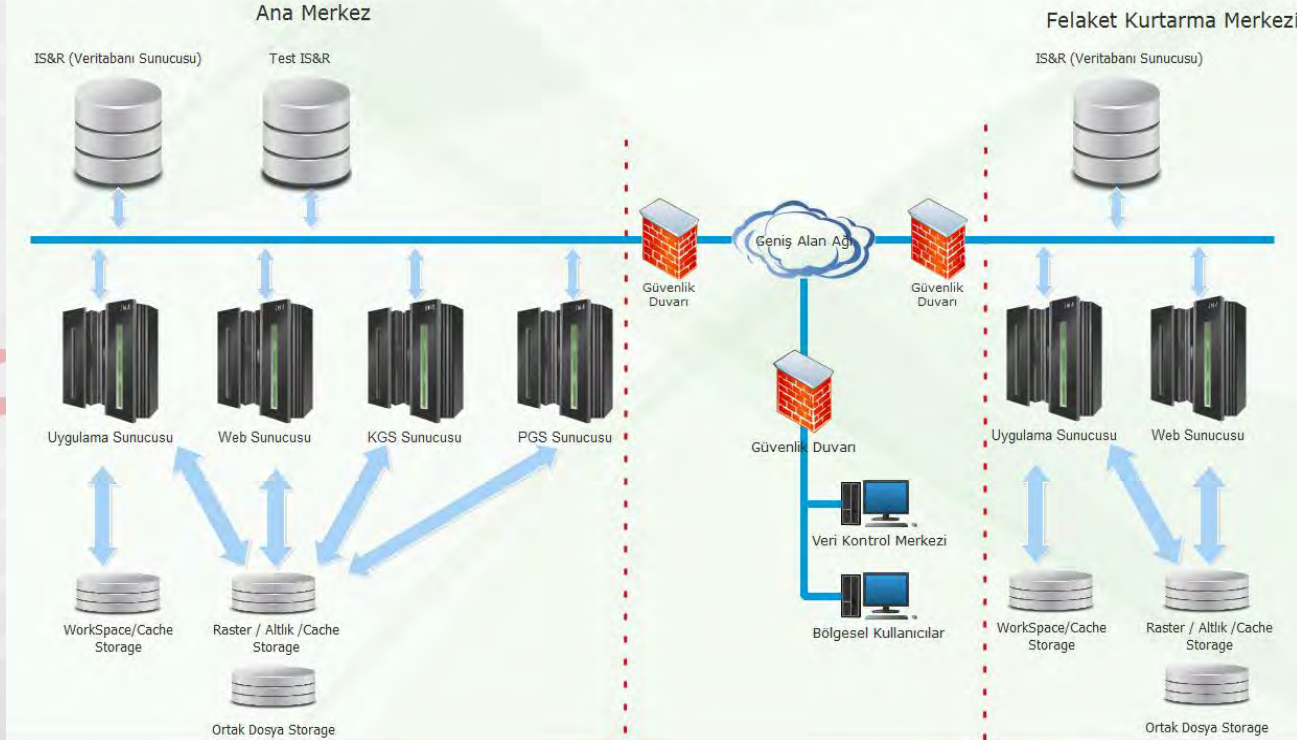 Ana Merkez
Felaket Kurtarma Merkezi
IS&R (Veritabanı Sunucusu)
Test IS&R
IS&R (Veritabanı Sunucusu)
Geniş Alan Ağı
Güvenlik
Duvarı
Güvenlik
Duvarı
Uygulama Sunucusu
Web Sunucusu
KGS Sunucusu
PGS Sunucusu
Güvenlik Duvarı
Uygulama Sunucusu
Web Sunucusu
Veri Kontrol Merkezi
WorkSpace/Cache
Storage
Raster / Altlık /Cache
Storage
Bölgesel Kullanıcılar
WorkSpace/Cache
Storage
Raster / Altlık /Cache
Storage
Ortak Dosya Storage
Ortak Dosya Storage